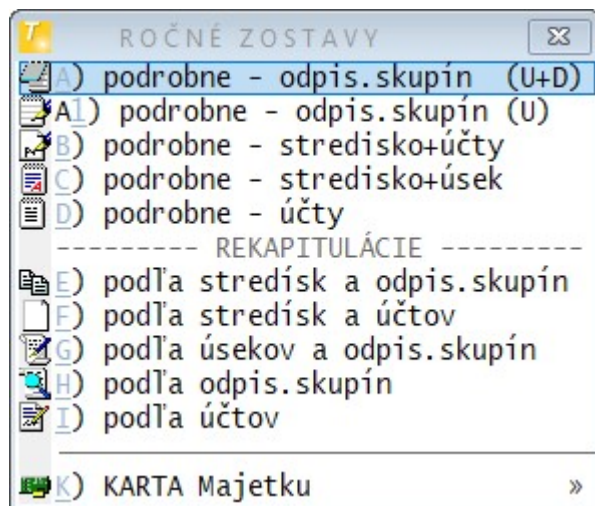 ROČNÉ ZOSTAVY
A) podrobne - odpis.skupín (U+D)
A1) podrobne - odpis.skupín (U)
B) podrobne - stredisko+účty
C) podrobne - stredisko+úsek
D) podrobne - účty
--------- REKAPITULÁCIE ---------
E) podľa stredísk a odpis.skupín
F) podľa stredísk a účtov
G) podľa úsekov a odpis.skupín
H) podľa odpis.skupín
I) podľa účtov
K) KARTA Majetku »